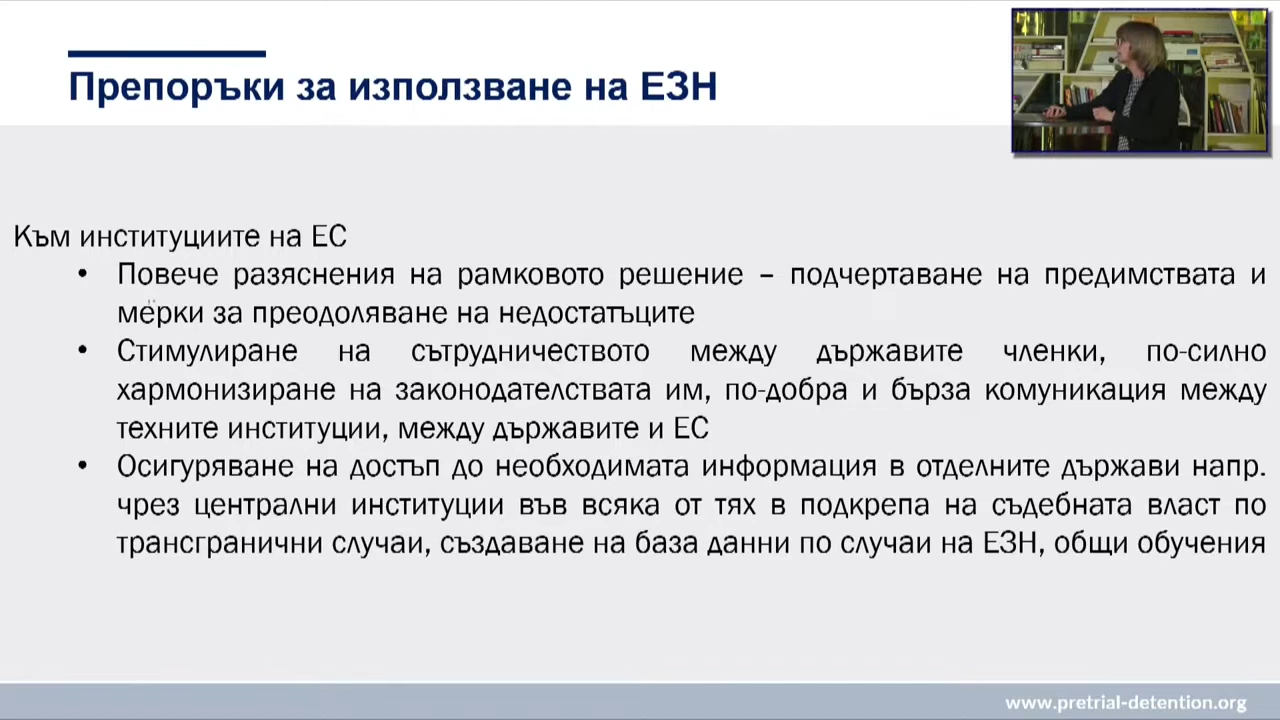 Препоръки за използване на ЕЗН
Към институциите на ЕС
• Повече разяснения на рамковото решение – подчертаване на предимствата и
мерки за преодоляване на недостатъците
• Стимулиране на сътрудничеството между държавите членки, по-силно
хармонизиране на законодателствата им, по-добра и бърза комуникация между
техните институции, между държавите и ЕС
• Осигуряване на достъп до необходимата информация в отделните държави напр.
чрез централни институции във всяка от тях в подкрепа на съдебната власт по
трансгранични случаи, създаване на база данни по случаи на ЕЗН, общи обучения
www.pretrial-detention.org